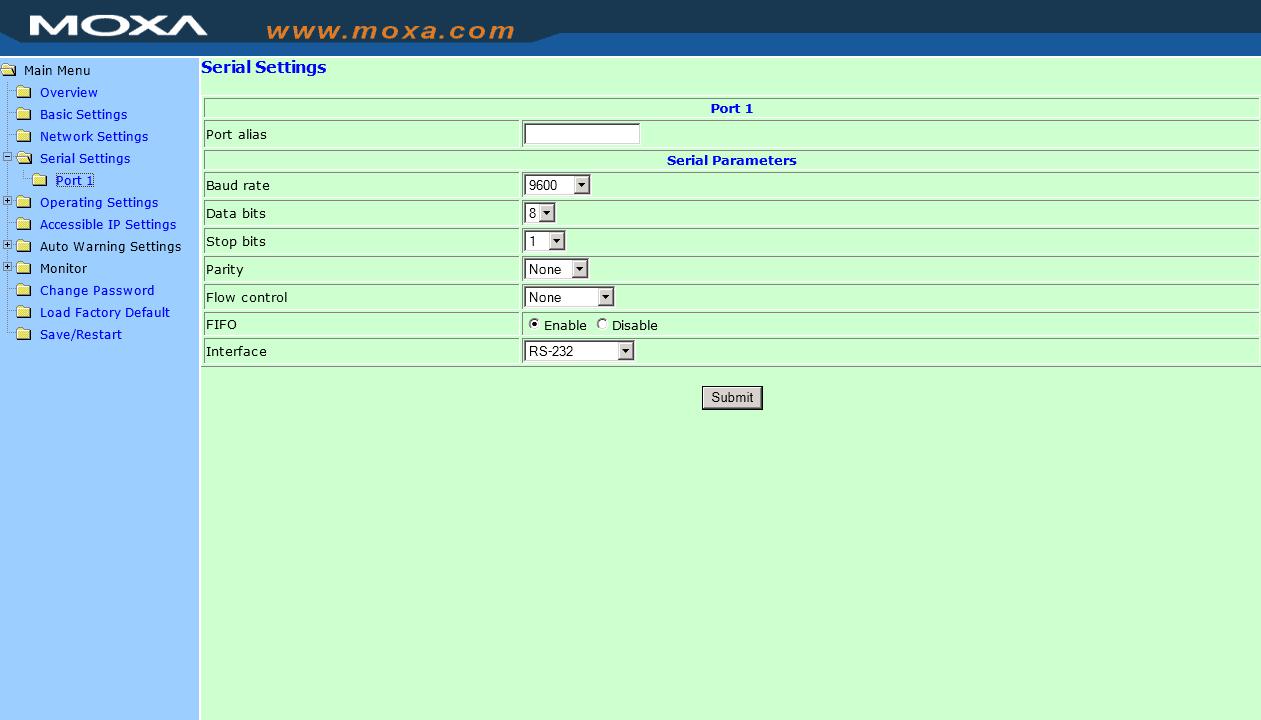 MOXA www.moxa.com
Main Menu
Overview
Basic Settings
Network Settings
Serial Settings
Port 1
Operating Settings
Accessible IP Settings
Auto Warning Settings
Monitor
Change Password
Load Factory Default
Save/Restart
Serial Settings
Port 1
Port alias
Serial Parameters
Baud rate 9600
Data bits 8
Stop bits 1
Parity None
Flow control None
FIFO Enable Disable
Interface RS-232
Submit